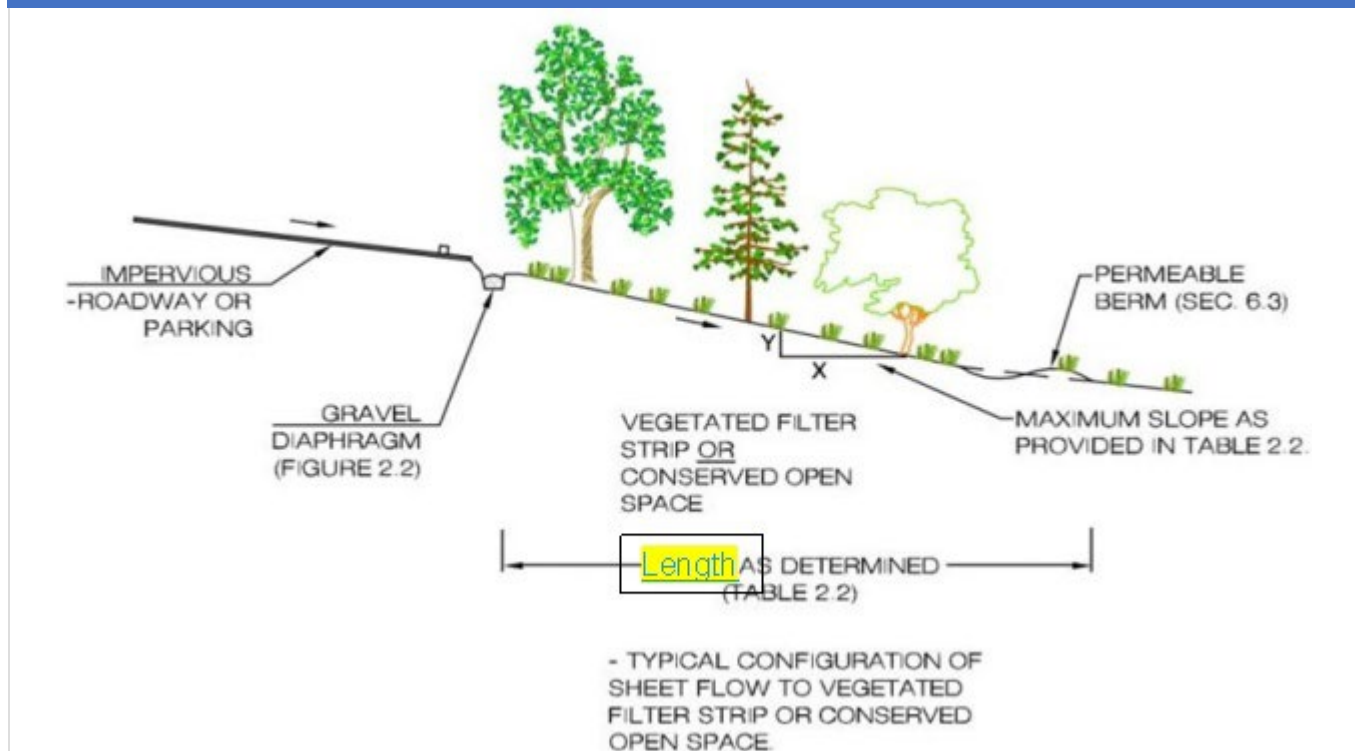 IMPERVIOUS
-ROADWAY OR
PARKING
GRAVEL
DIAPHRAGM
(FIGURE 2.2)
Y
X
PERMEABLE
BERM (SEC. 6.3)
MAXIMUM SLOPE AS
PROVIDED IN TABLE 2.2.
VEGETATED FILTER
STRIP OR
CONSERVED OPEN
SPACE
Length AS DETERMINED
(TABLE 2.2)
- TYPICAL CONFIGURATION OF
SHEET FLOW TO VEGETATED
FILTER STRIP OR CONSERVED
OPEN SPACE.